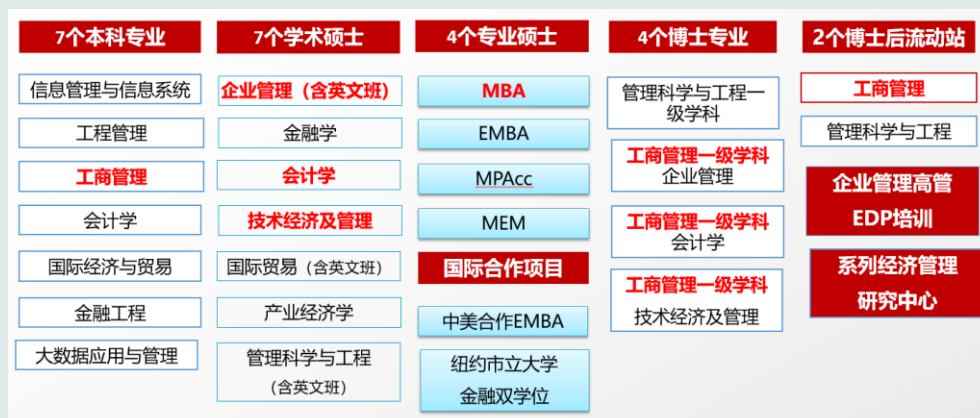 7个本科专业
信息管理与信息系统
工程管理
工商管理
会计学
国际经济与贸易
金融工程
大数据应用与管理
7个学术硕士
企业管理（含英文班）
金融学
会计学
技术经济及管理
国际贸易（含英文班）
产业经济学
管理科学与工程
（含英文班）
4个专业硕士
MBA
EMBA
MPAcc
MEM
国际合作项目
中美合作EMBA
纽约市立大学
金融双学位
4个博士专业
管理科学与工程一
级学科
工商管理一级学科
企业管理
工商管理一级学科
会计学
工商管理一级学科
技术经济及管理
2个博士后流动站
工商管理
管理科学与工程
企业管理高管
EDP培训
系列经济管理
研究中心